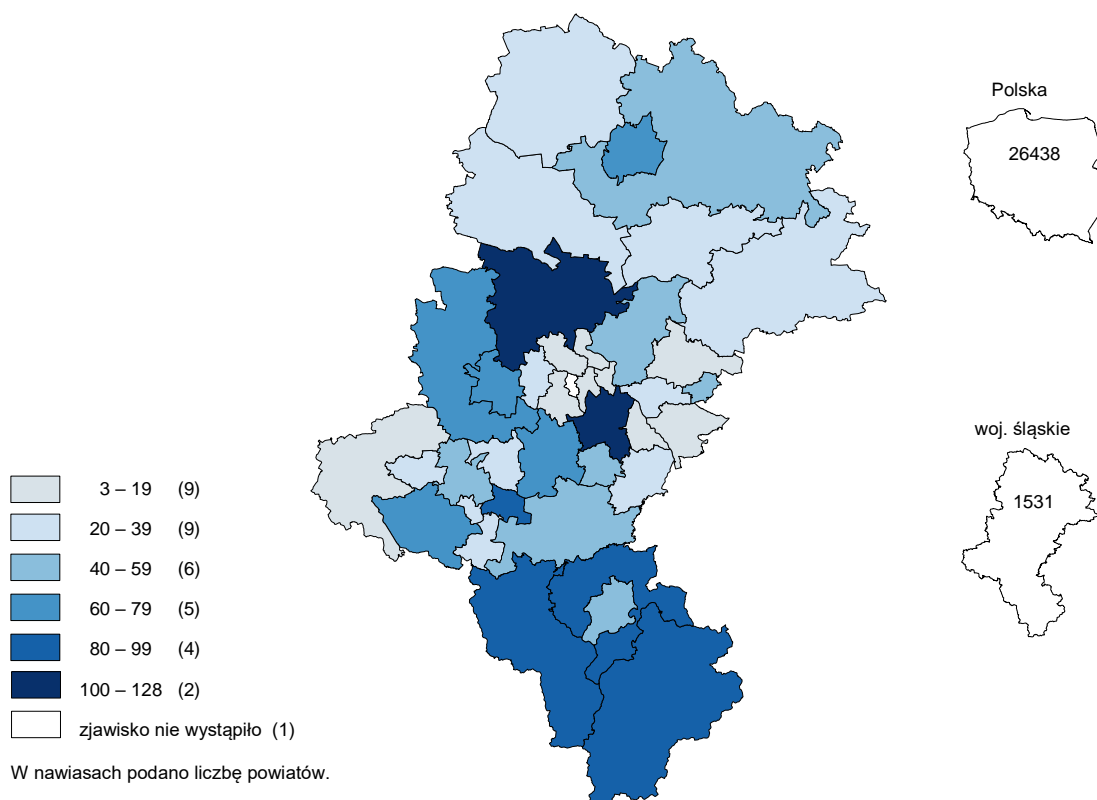 Polska
26438
woj. śląskie
1531
3 – 19 (9)
20 – 39 (9)
40 – 59 (6)
60 – 79 (5)
80 – 99 (4)
100 – 128 (2)
zjawisko nie wystąpiło (1)
W nawiasach podano liczbę powiatów.